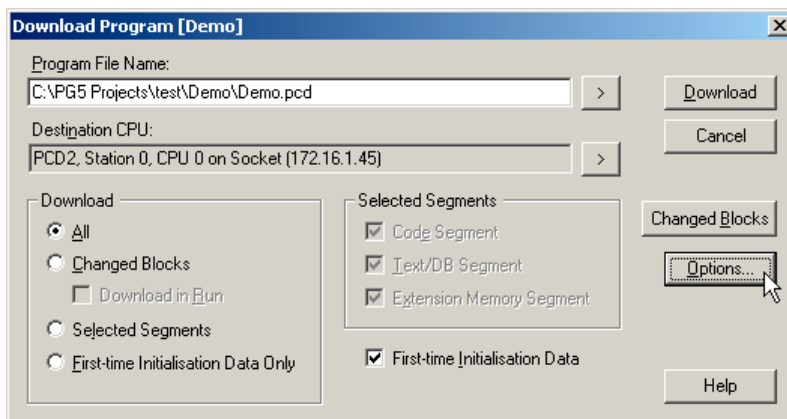 Download Program [Demo]
Program File Name:
C:\PG5 Projects\test\Demo\Demo.pcd
>
Download
Destination CPU:
Cancel
PCD2, Station 0, CPU 0 on Socket (172.16.1.45)
>
Download
All
Changed Blocks
Download in Run
Selected Segments
First-time Initialisation Data Only
Selected Segments
Code Segment
Text/DB Segment
Extension Memory Segment
First-time Initialisation Data
Changed Blocks
Options...
Help